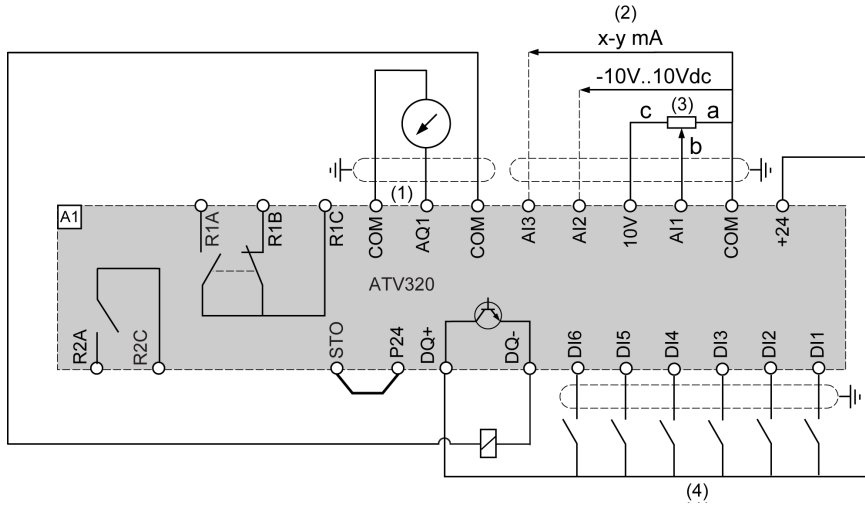 (2)
x-y mA
-10V..10Vdc
c (3) a
b
(1)
A1
R1A
R1B
R1C
COM
AQ1
COM
AI3
AI2
10V
AI1
COM
+24
ATV320
R2A
R2C
STO
P24
DQ+
DQ-
DI6
DI5
DI4
DI3
DI2
DI1
(4)